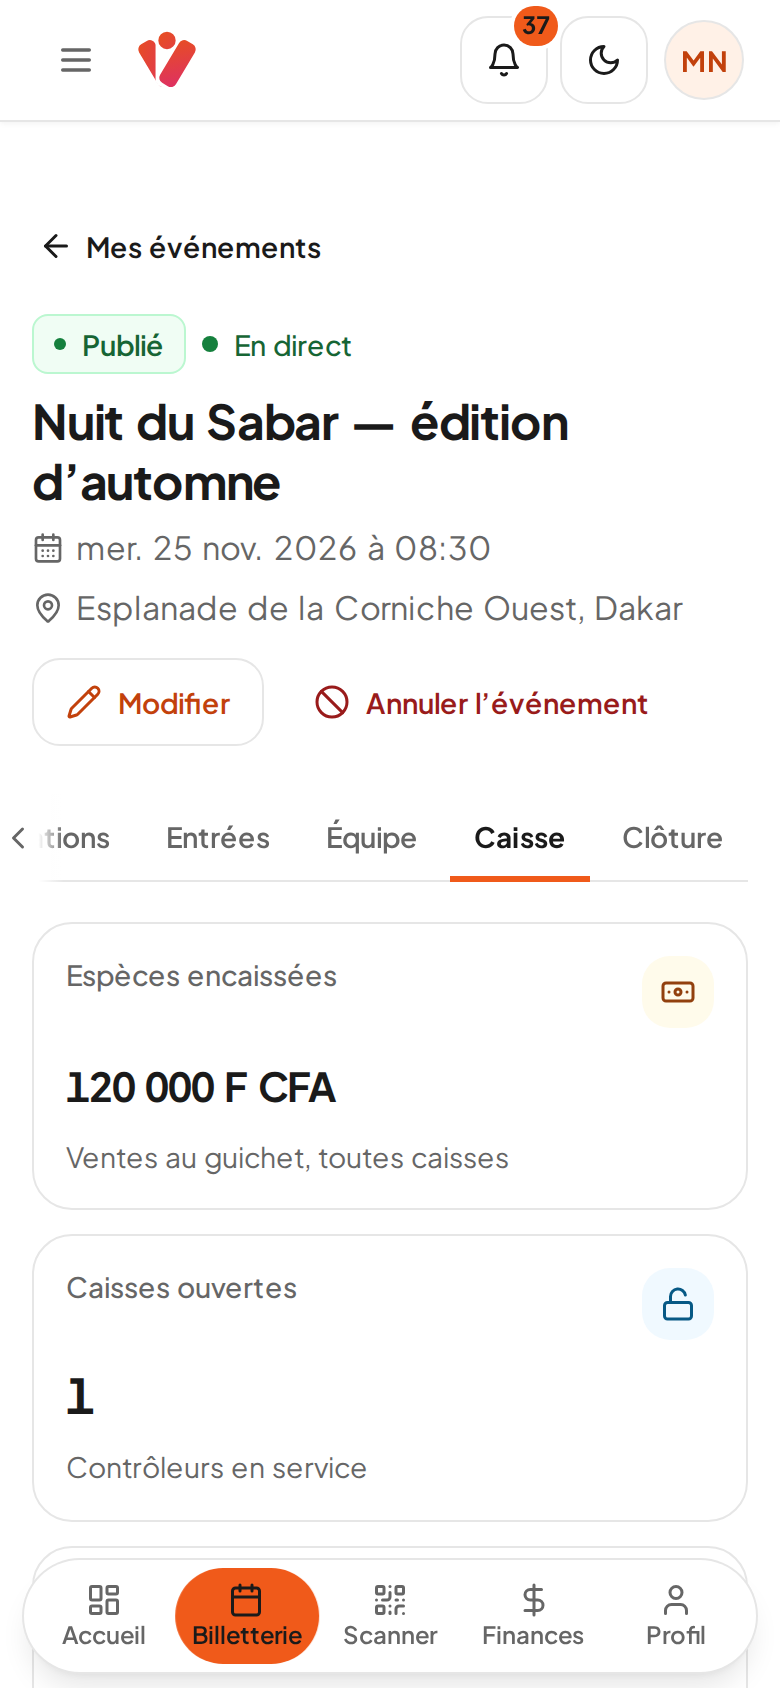 37
MN
Mes événements
Publié
En direct
Nuit du Sabar — édition
d’automne
mer. 25 nov. 2026 à 08:30
Esplanade de la Corniche Ouest, Dakar
Modifier
Annuler l’événement
tions Entrées Équipe Caisse Clôture
Espèces encaissées
120 000 F CFA
Ventes au guichet, toutes caisses
Caisses ouvertes
1
Contrôleurs en service
Accueil Billetterie Scanner Finances Profil